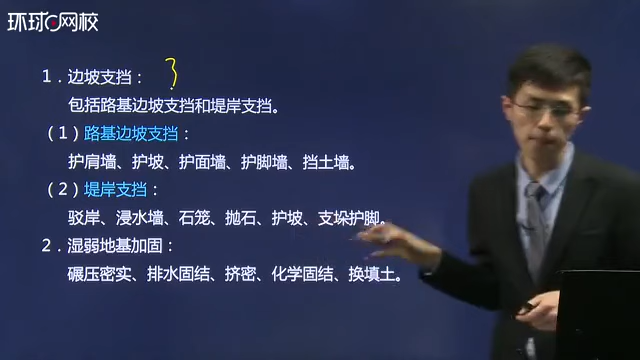 环球网校
1．边坡支挡：
包括路基边坡支挡和堤岸支挡。
（1）路基边坡支挡：
护肩墙、护坡、护面墙、护脚墙、挡土墙。
（2）堤岸支挡：
驳岸、浸水墙、石笼、抛石、护坡、支垛护脚。
2．湿弱地基加固：
碾压密实、排水固结、挤密、化学固结、换填土。